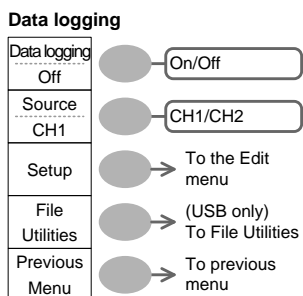 Data logging
Data logging
Off
On/Off
Source
CH1
CH1/CH2
Setup
To the Edit
menu
File
Utilities
(USB only)
To File Utilities
Previous
Menu
To previous
menu